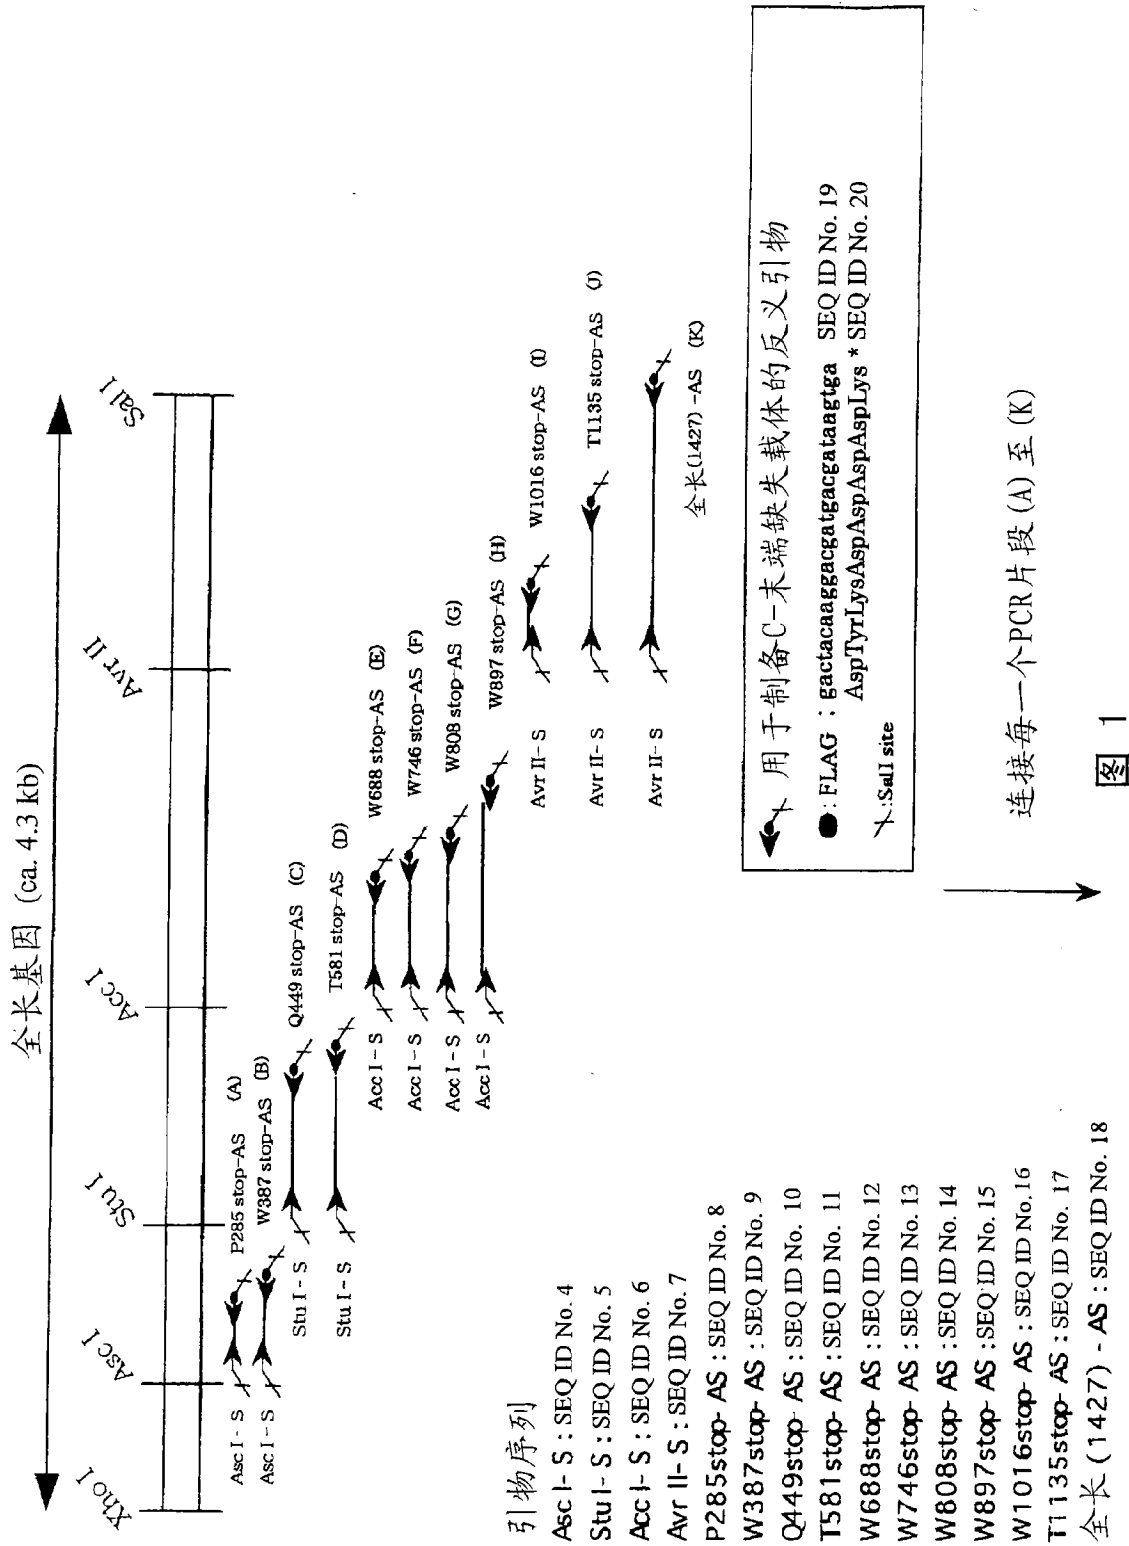 全长基因 (ca. 4.3 kb)
Xho I
Asc I
Stu I
Acc I
Avr II
Sal I
Asc I - S
P285 stop-AS (A)
Asc I - S
W387 stop-AS (B)
Stu I - S
Q449 stop-AS (C)
Stu I - S
T581 stop-AS (D)
Acc I - S
W688 stop-AS (E)
Acc I - S
W746 stop-AS (F)
Acc I - S
W808 stop-AS (G)
Acc I - S
W897 stop-AS (H)
Avr II - S
W1016 stop-AS (I)
Avr II - S
T1135 stop-AS (J)
Avr II - S
全长(1427) -AS (K)
引物序列
Asc I- S : SEQ ID No. 4
Stu I- S : SEQ ID No. 5
Acc I- S : SEQ ID No. 6
Avr II- S : SEQ ID No. 7
P285stop- AS : SEQ ID No. 8
W387stop- AS : SEQ ID No. 9
Q449stop- AS : SEQ ID No. 10
T581stop- AS : SEQ ID No. 11
W688stop- AS : SEQ ID No. 12
W746stop- AS : SEQ ID No. 13
W808stop- AS : SEQ ID No. 14
W897stop- AS : SEQ ID No. 15
W1016stop- AS : SEQ ID No.16
T1135stop- AS : SEQ ID No. 17
全长 (1427) - AS : SEQ ID No. 18
用于制备C-末端缺失载体的反义引物
: FLAG : gactacaaggacgatgacgataagtga SEQ ID No. 19
AspTyrLysAspAspAspAspLys * SEQ ID No. 20
:SalI site
连接每一个PCR片段 (A) 至 (K)
图 1